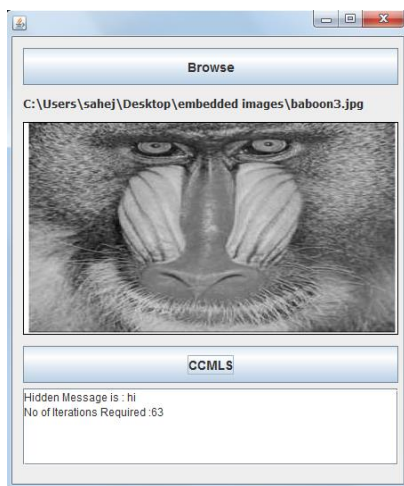 Browse
C:\Users\sahej\Desktop\embedded images\baboon3.jpg
CCMLS
Hidden Message is : hi
No of Iterations Required :63